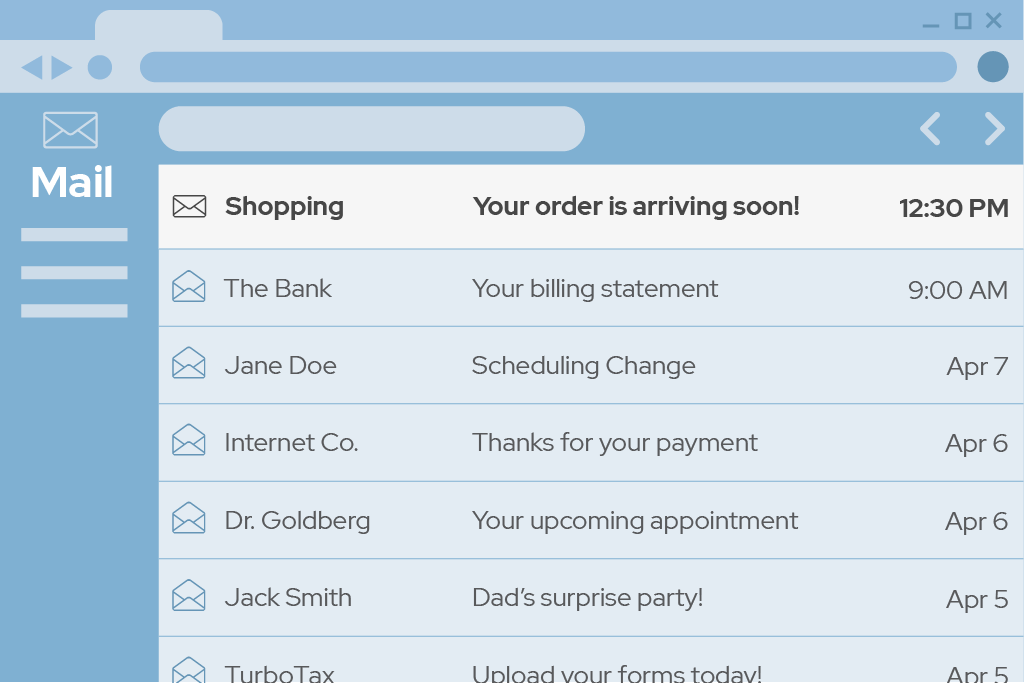 Mail
Shopping Your order is arriving soon! 12:30 PM
The Bank Your billing statement 9:00 AM
Jane Doe Scheduling Change Apr 7
Internet Co. Thanks for your payment Apr 6
Dr. Goldberg Your upcoming appointment Apr 6
Jack Smith Dad’s surprise party! Apr 5
TurboTax Upload your forms today! Apr 5